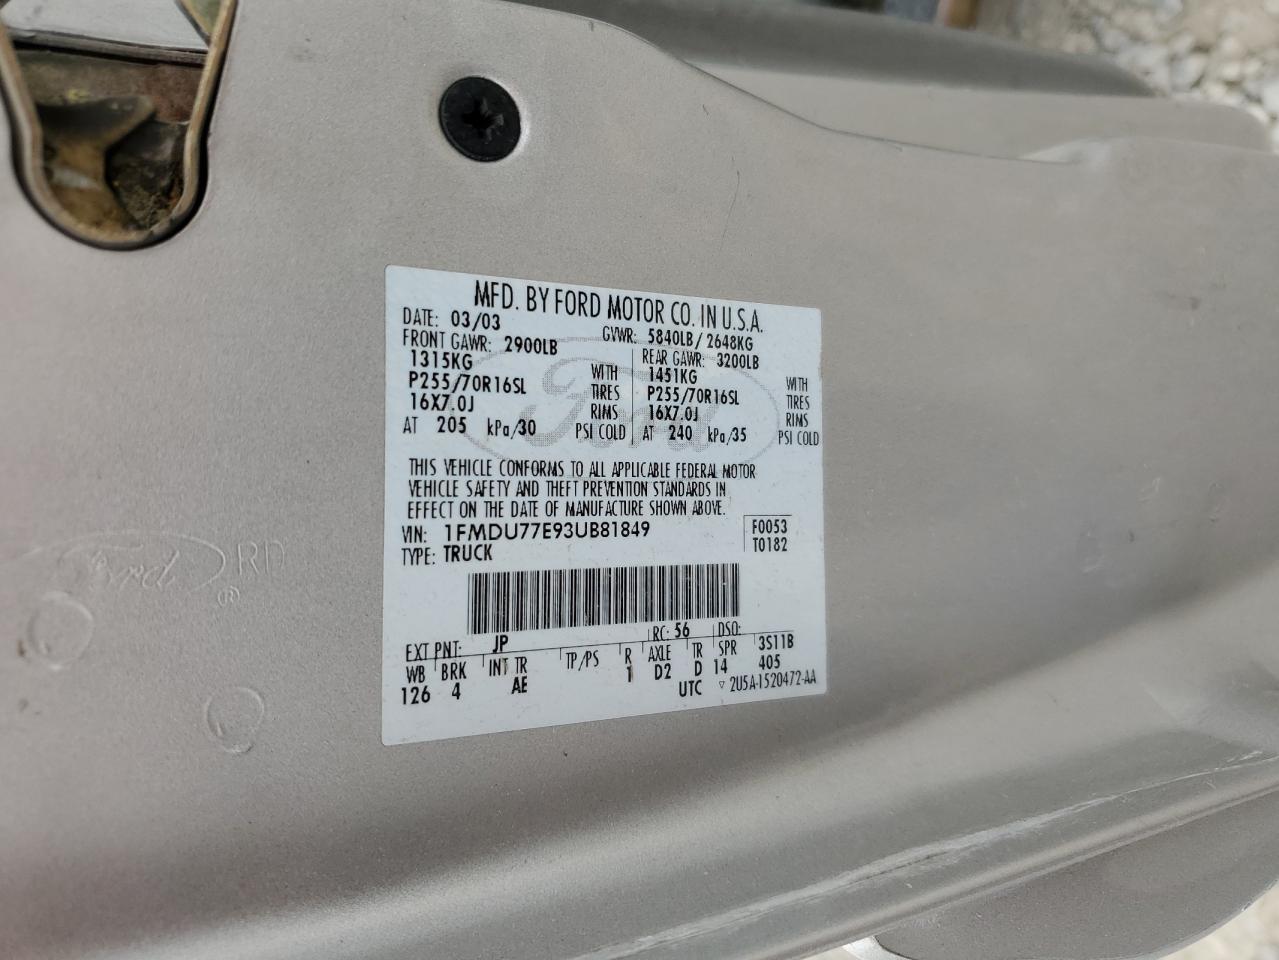 MFD. BY FORD MOTOR CO. IN U.S.A.
DATE: 03/03 GVWR: 5840LB/2648KG
FRONT GAWR: 2900LB REAR GAWR: 3200LB
1315KG WITH 1451KG WITH
P255/70R16SL TIRES P255/70R16SL TIRES
16X7.0J RIMS 16X7.0J RIMS
AT 205 kPa/30 PSI COLD AT 240 kPa/35 PSI COLD
Ford
THIS VEHICLE CONFORMS TO ALL APPLICABLE FEDERAL MOTOR
VEHICLE SAFETY AND THEFT PREVENTION STANDARDS IN
EFFECT ON THE DATE OF MANUFACTURE SHOWN ABOVE.
VIN: 1FMDU77E93UB81849 F0053
TYPE: TRUCK T0182
EXT PNT: JP RC: 56 DSO: 3S11B
WB BRK INT TR TP/PS R AXLE TR SPR 405
126 4 AE 1 D2 D 14
UTC ▽ 2U5A-1520472-AA
Ford RD
®